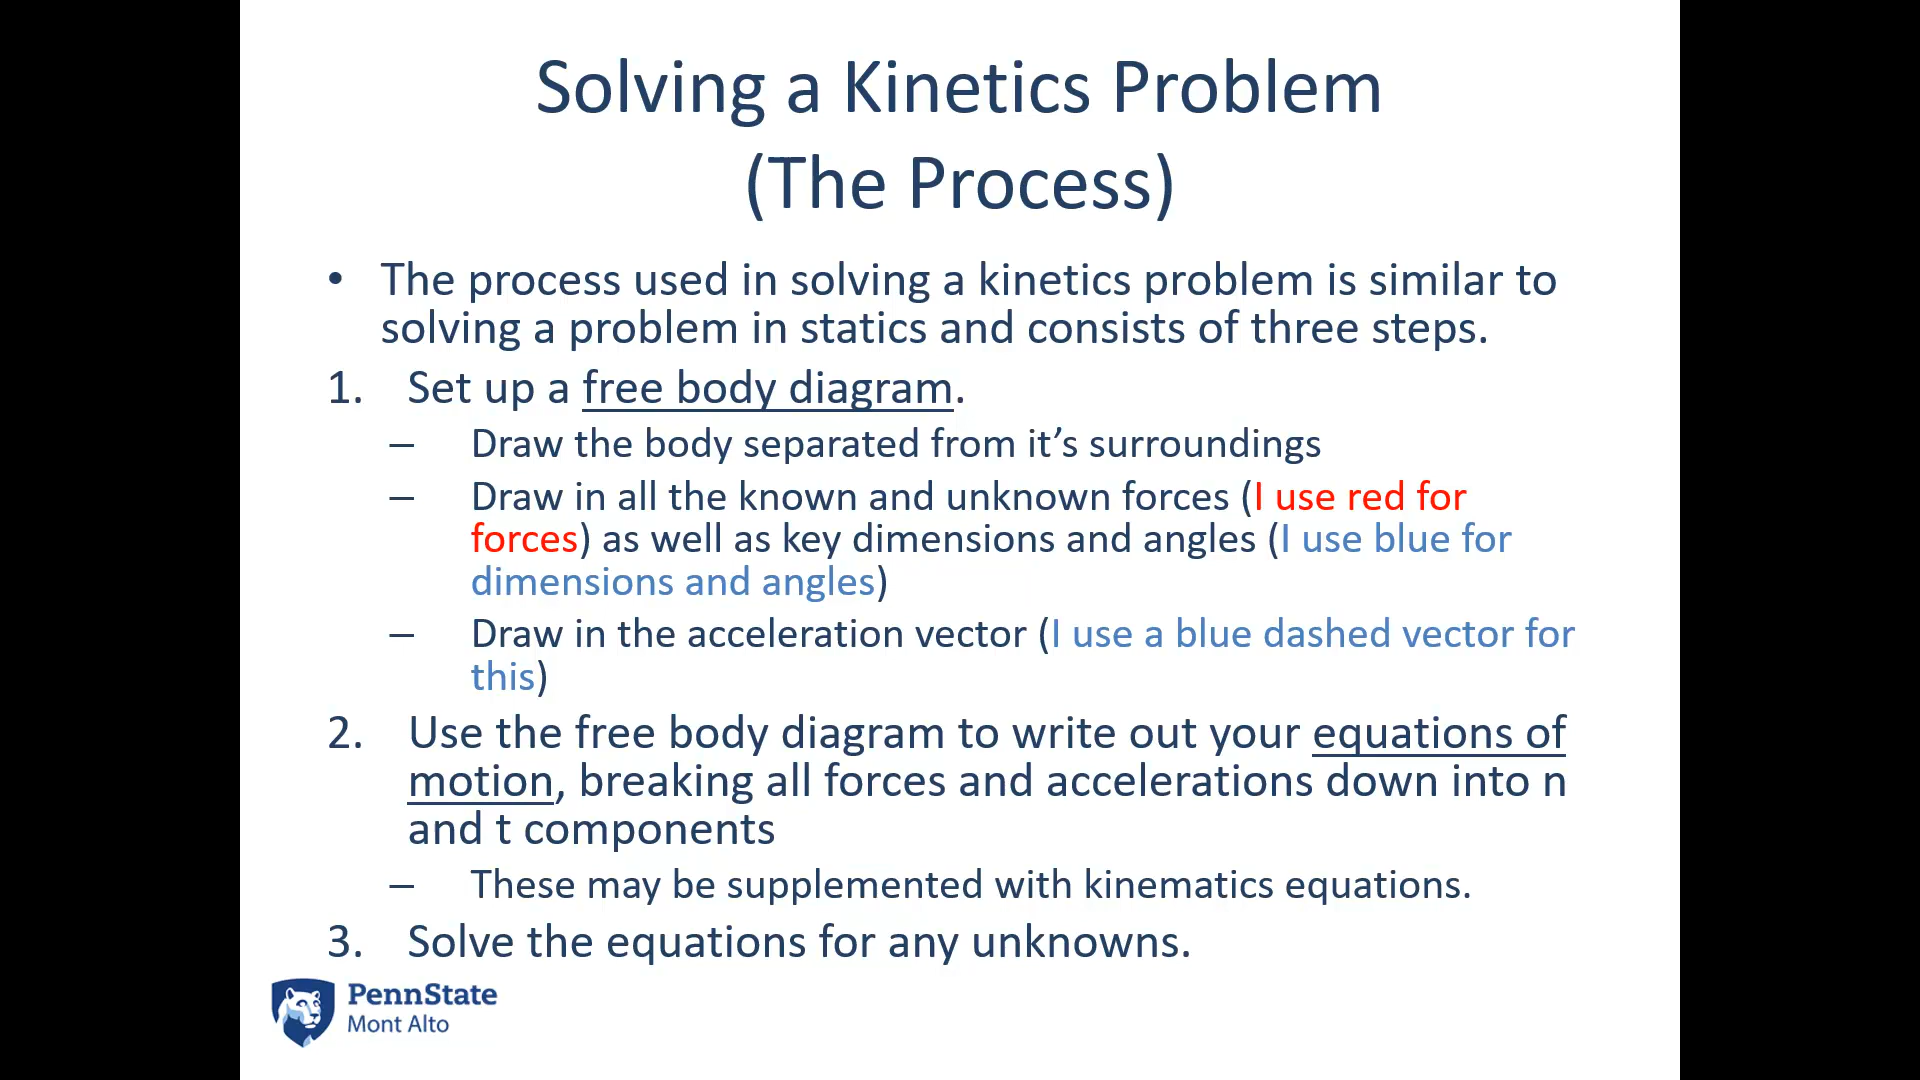 Solving a Kinetics Problem
(The Process)
• The process used in solving a kinetics problem is similar to
solving a problem in statics and consists of three steps.
1. Set up a free body diagram.
– Draw the body separated from it’s surroundings
– Draw in all the known and unknown forces (I use red for
forces) as well as key dimensions and angles (I use blue for
dimensions and angles)
– Draw in the acceleration vector (I use a blue dashed vector for
this)
2. Use the free body diagram to write out your equations of
motion, breaking all forces and accelerations down into n
and t components
– These may be supplemented with kinematics equations.
3. Solve the equations for any unknowns.
PennState
Mont Alto